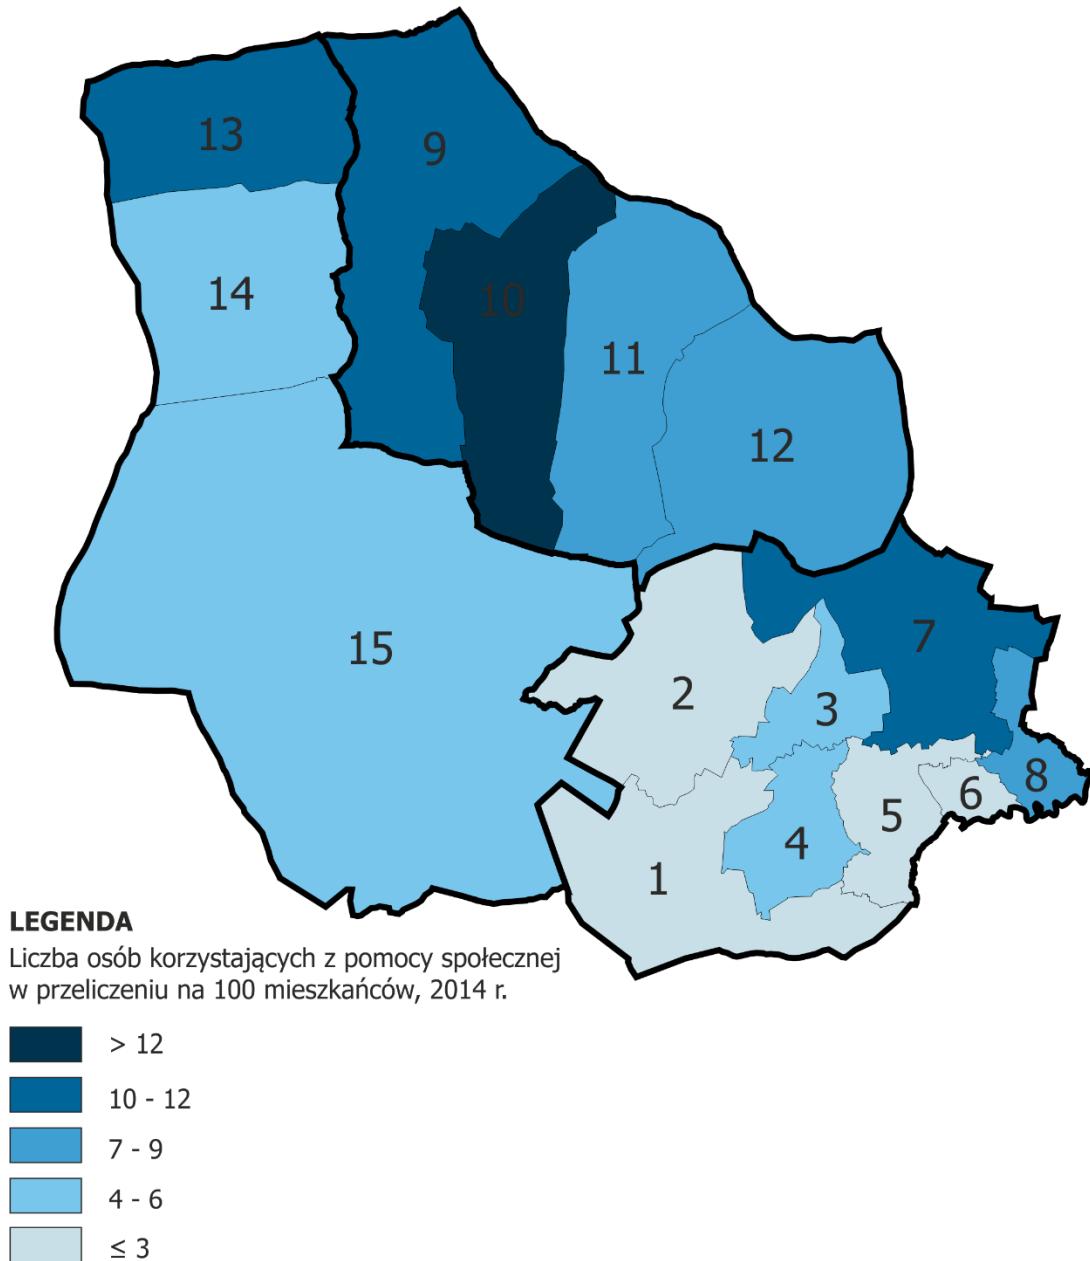 13
9
14
10
11
12
15
7
2
3
8
6
5
4
1
LEGENDA
Liczba osób korzystających z pomocy społecznej
w przeliczeniu na 100 mieszkańców, 2014 r.
> 12
10 - 12
7 - 9
4 - 6
≤ 3